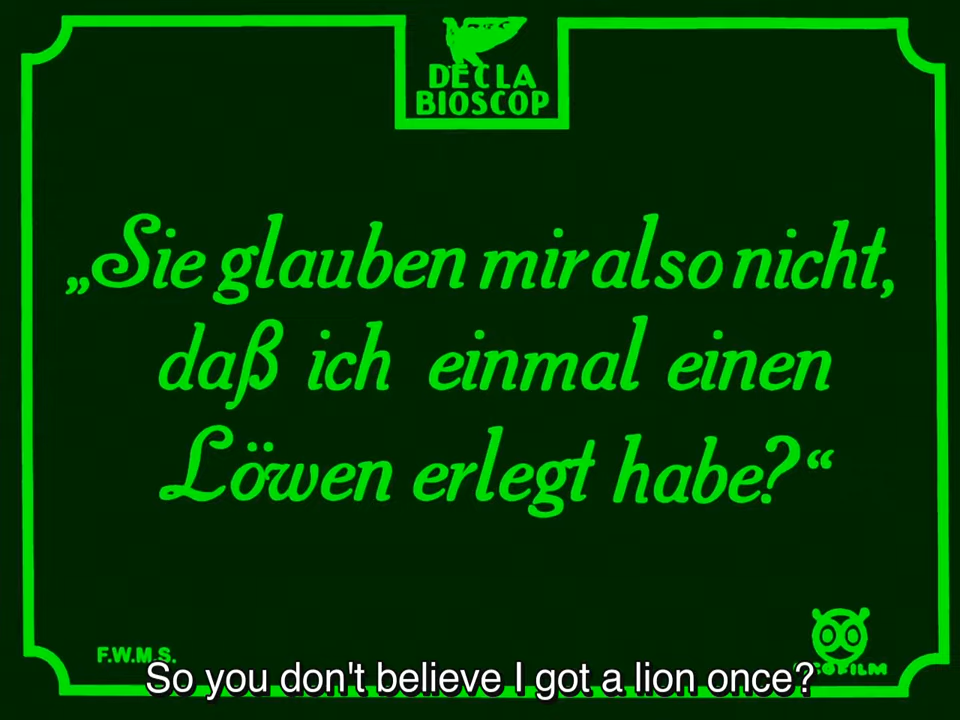 DECLA
BIOSCOP
„Sie glauben mir also nicht,
daß ich einmal einen
Löwen erlegt habe?“
F.W.M.S.
So you don't believe I got a lion once?